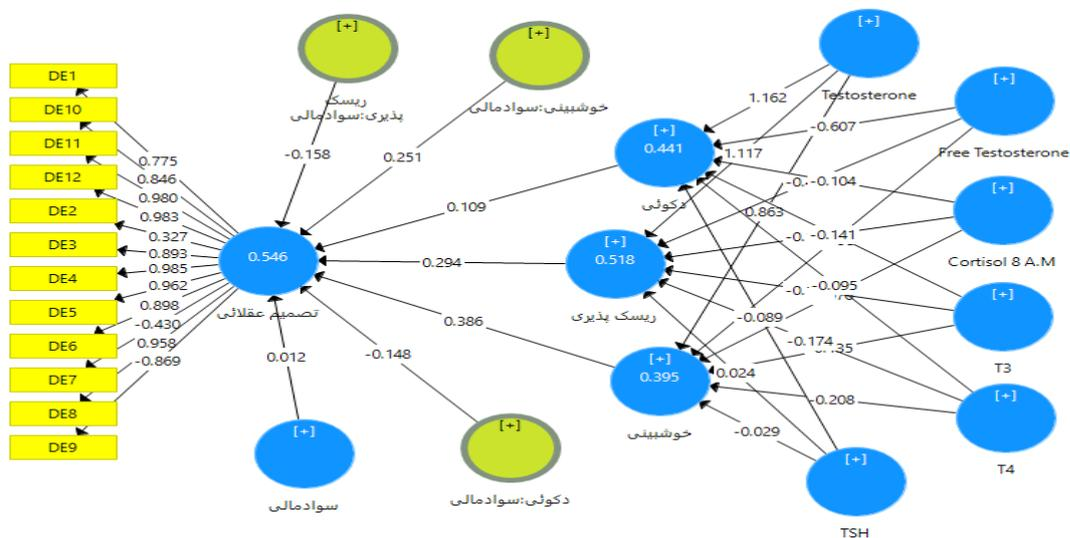 DE1
DE10
DE11
DE12
DE2
DE3
DE4
DE5
DE6
DE7
DE8
DE9
0.775
0.846
0.980
0.983
0.327
0.893
0.985
0.962
0.898
-0.430
0.958
-0.869
0.546
تصمیم عقلائی
[+]
ریسک
پذیری:سوادمالی
[+]
خوشبینی:سوادمالی
-0.158
0.251
0.109
0.294
0.386
-0.148
0.012
[+]
سوادمالی
[+]
دکوئی:سوادمالی
[+]
0.441
دکوئی
[+]
0.518
ریسک پذیری
[+]
0.395
خوشبینی
1.162
-0.607
1.117
-0.104
0.863
-0.141
-0.095
-0.089
-0.174
0.024
-0.208
-0.029
[+]
Testosterone
[+]
Free Testosterone
[+]
Cortisol 8 A.M
[+]
T3
[+]
T4
[+]
TSH